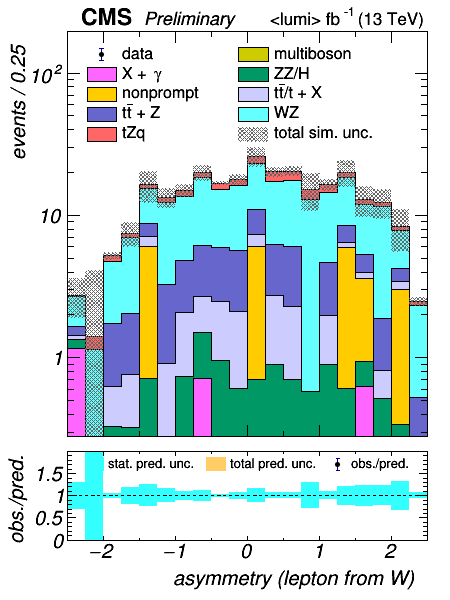 CMS Preliminary <lumi> fb⁻¹ (13 TeV)
events / 0.25
data
multiboson
X + γ
ZZ/H
nonprompt
tt̄/t + X
tt̄ + Z
WZ
tZq
total sim. unc.
10²
10
1
obs./pred.
stat. pred. unc.
total pred. unc.
obs./pred.
1.5
1
0.5
0
−2 −1 0 1 2
asymmetry (lepton from W)